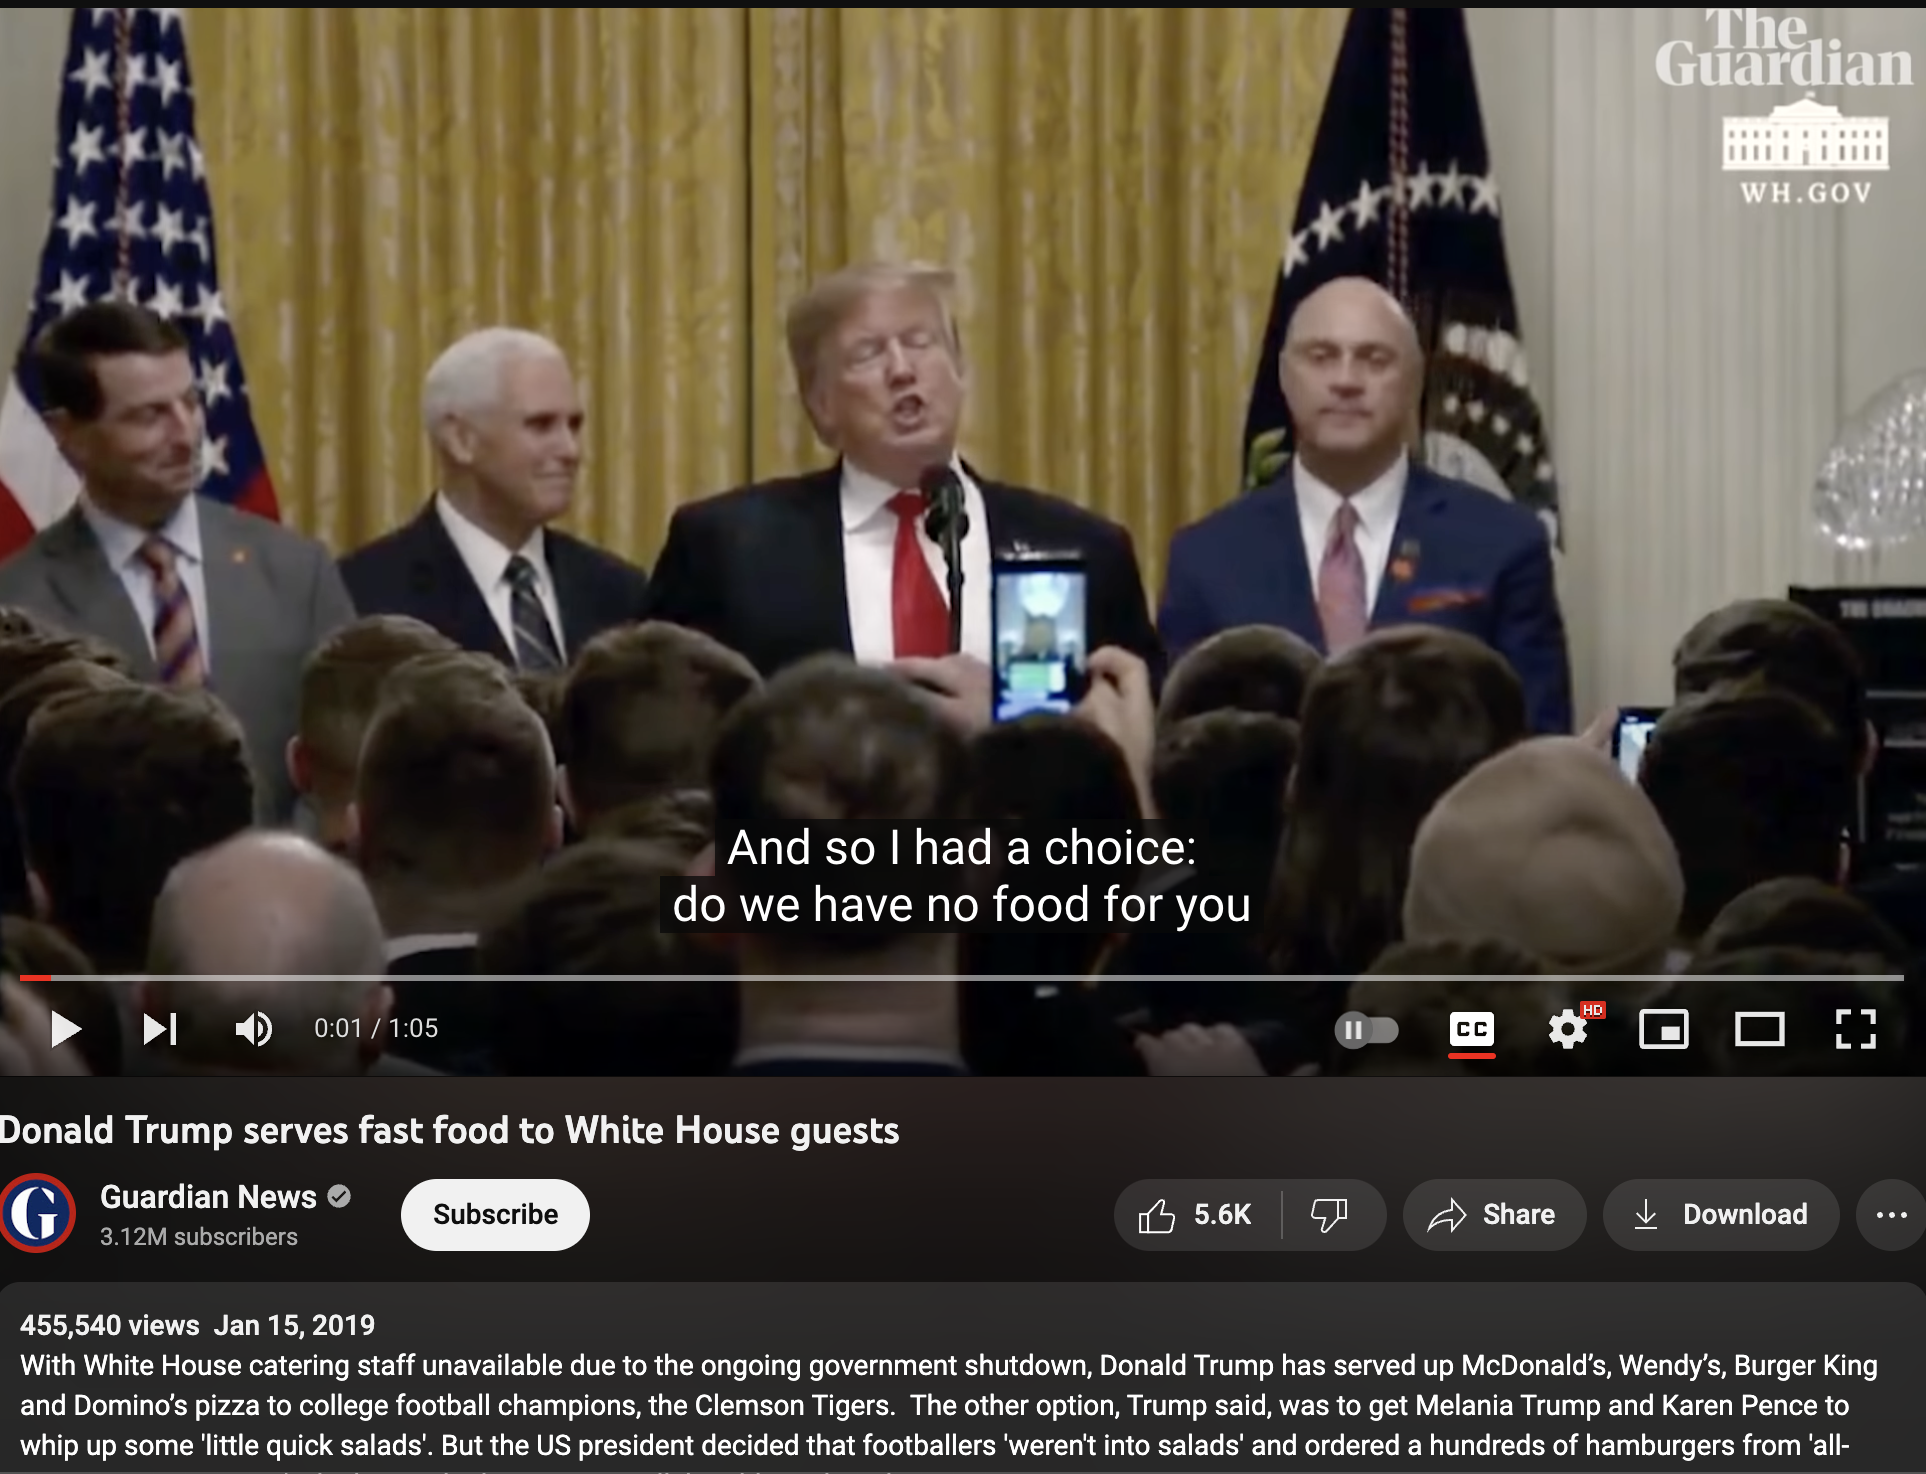 The
Guardian
WH.GOV
And so I had a choice:
do we have no food for you
HD
CC
0:01 / 1:05
Donald Trump serves fast food to White House guests
G
Guardian News
3.12M subscribers
Subscribe
5.6K
Share
Download
455,540 views Jan 15, 2019
With White House catering staff unavailable due to the ongoing government shutdown, Donald Trump has served up McDonald’s, Wendy’s, Burger King
and Domino’s pizza to college football champions, the Clemson Tigers. The other option, Trump said, was to get Melania Trump and Karen Pence to
whip up some 'little quick salads'. But the US president decided that footballers 'weren't into salads' and ordered a hundreds of hamburgers from 'all-